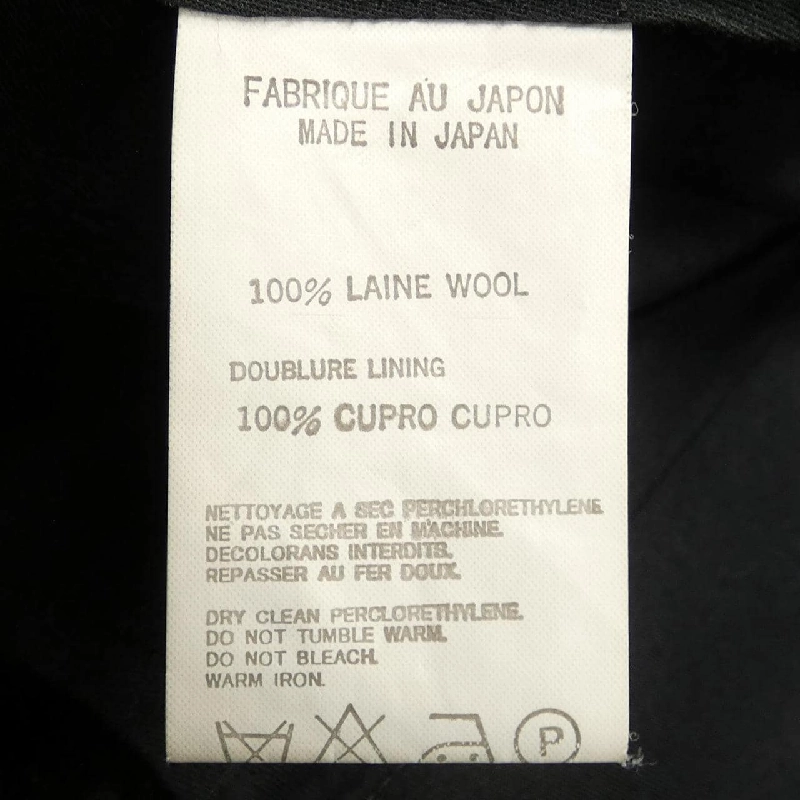 FABRIQUE AU JAPON
MADE IN JAPAN
100% LAINE WOOL
DOUBLURE LINING
100% CUPRO CUPRO
NETTOYAGE A SEC PERCHLORETHYLENE
NE PAS SECHER EN MACHINE.
DECOLORANS INTERDITS.
REPASSER AU FER DOUX.
DRY CLEAN PERCLORETHYLENE.
DO NOT TUMBLE WARM.
DO NOT BLEACH.
WARM IRON.
P